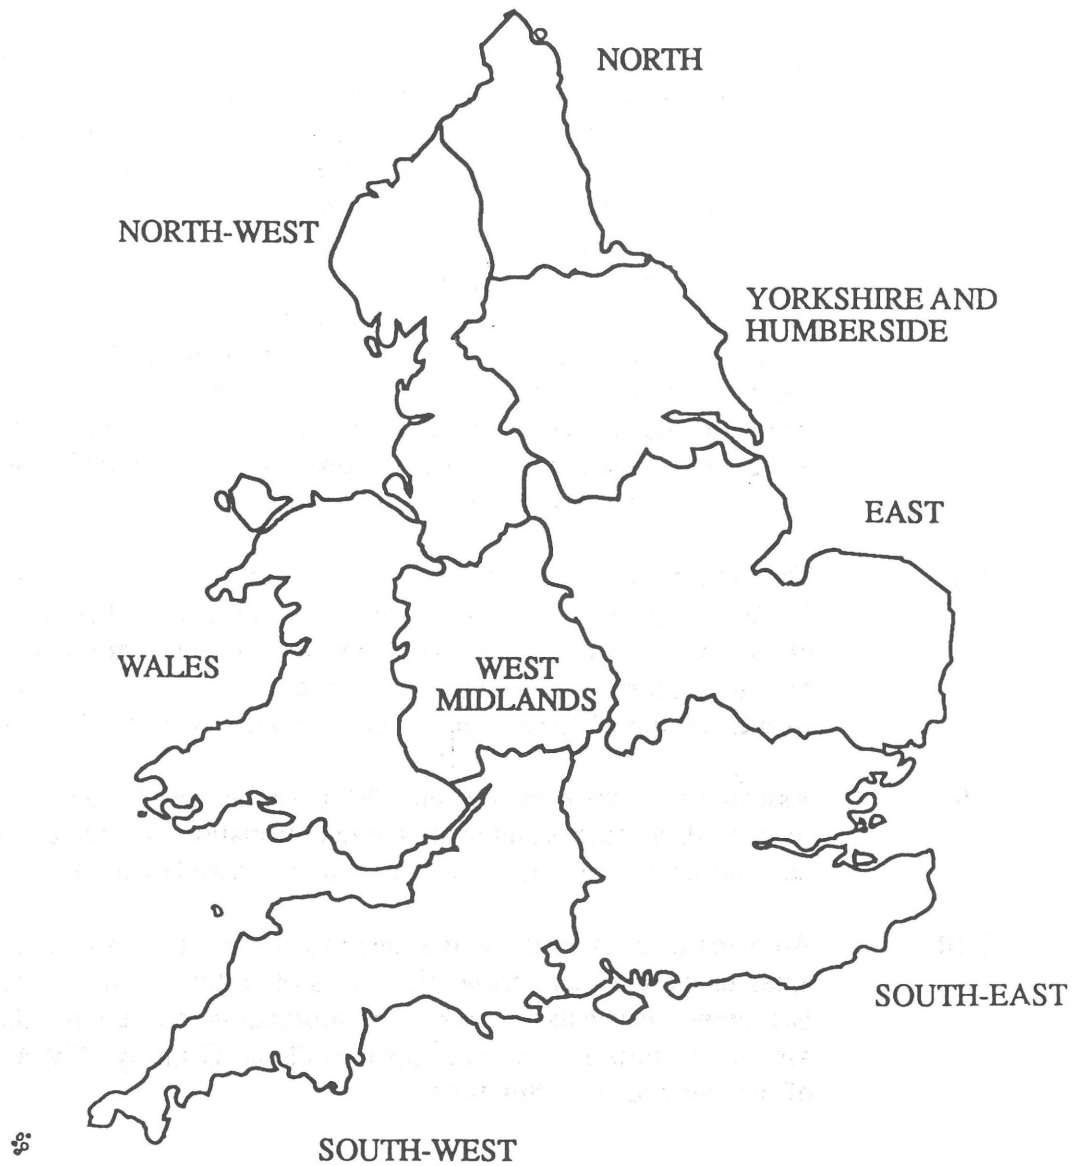 NORTH
NORTH-WEST
YORKSHIRE AND
HUMBERSIDE
EAST
WALES
WEST
MIDLANDS
SOUTH-EAST
SOUTH-WEST